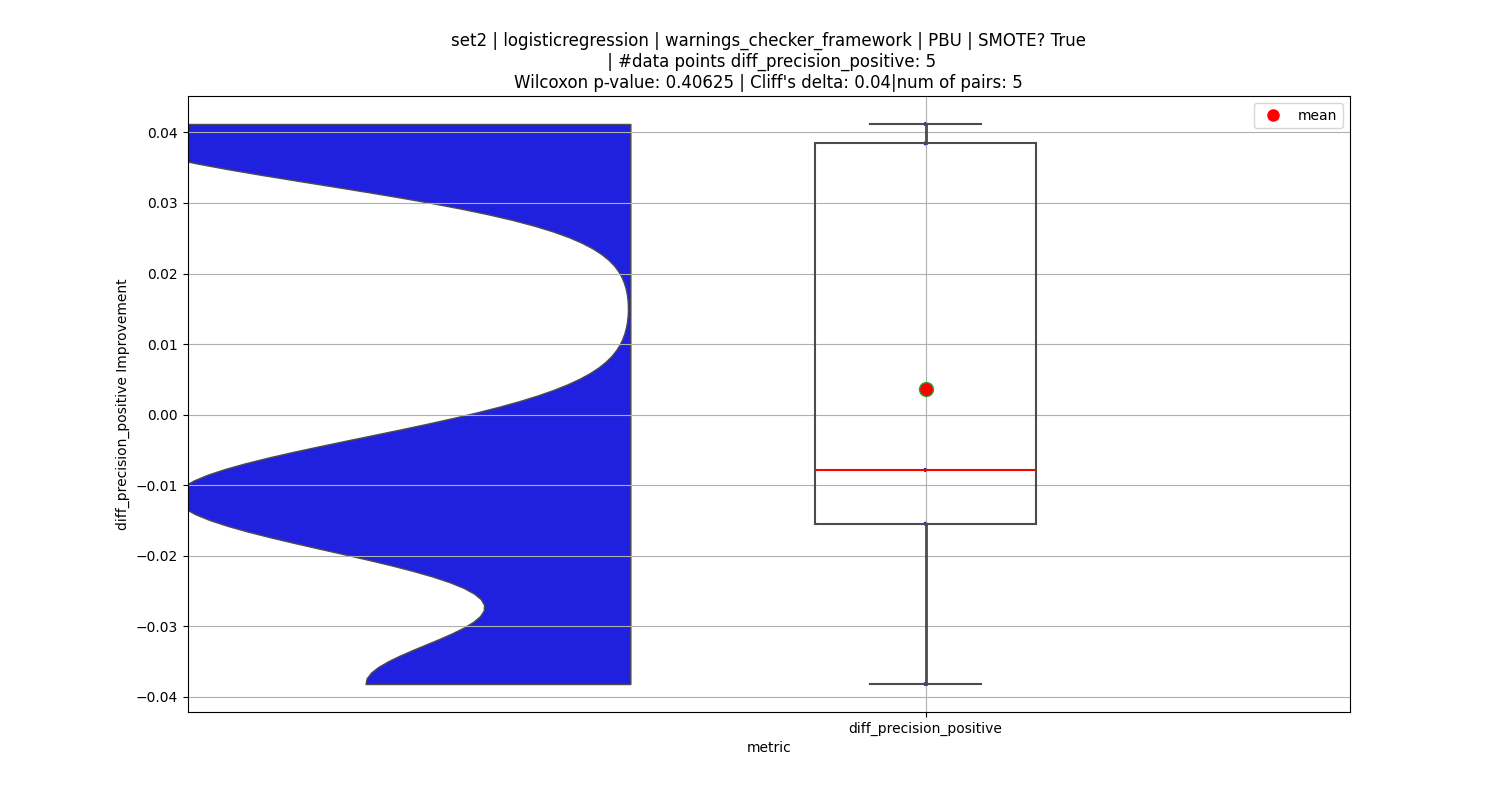 set2 | logisticregression | warnings_checker_framework | PBU | SMOTE? True
| #data points diff_precision_positive: 5
Wilcoxon p-value: 0.40625 | Cliff's delta: 0.04|num of pairs: 5
mean
0.04
0.03
0.02
0.01
0.00
−0.01
−0.02
−0.03
−0.04
diff_precision_positive Improvement
diff_precision_positive
metric